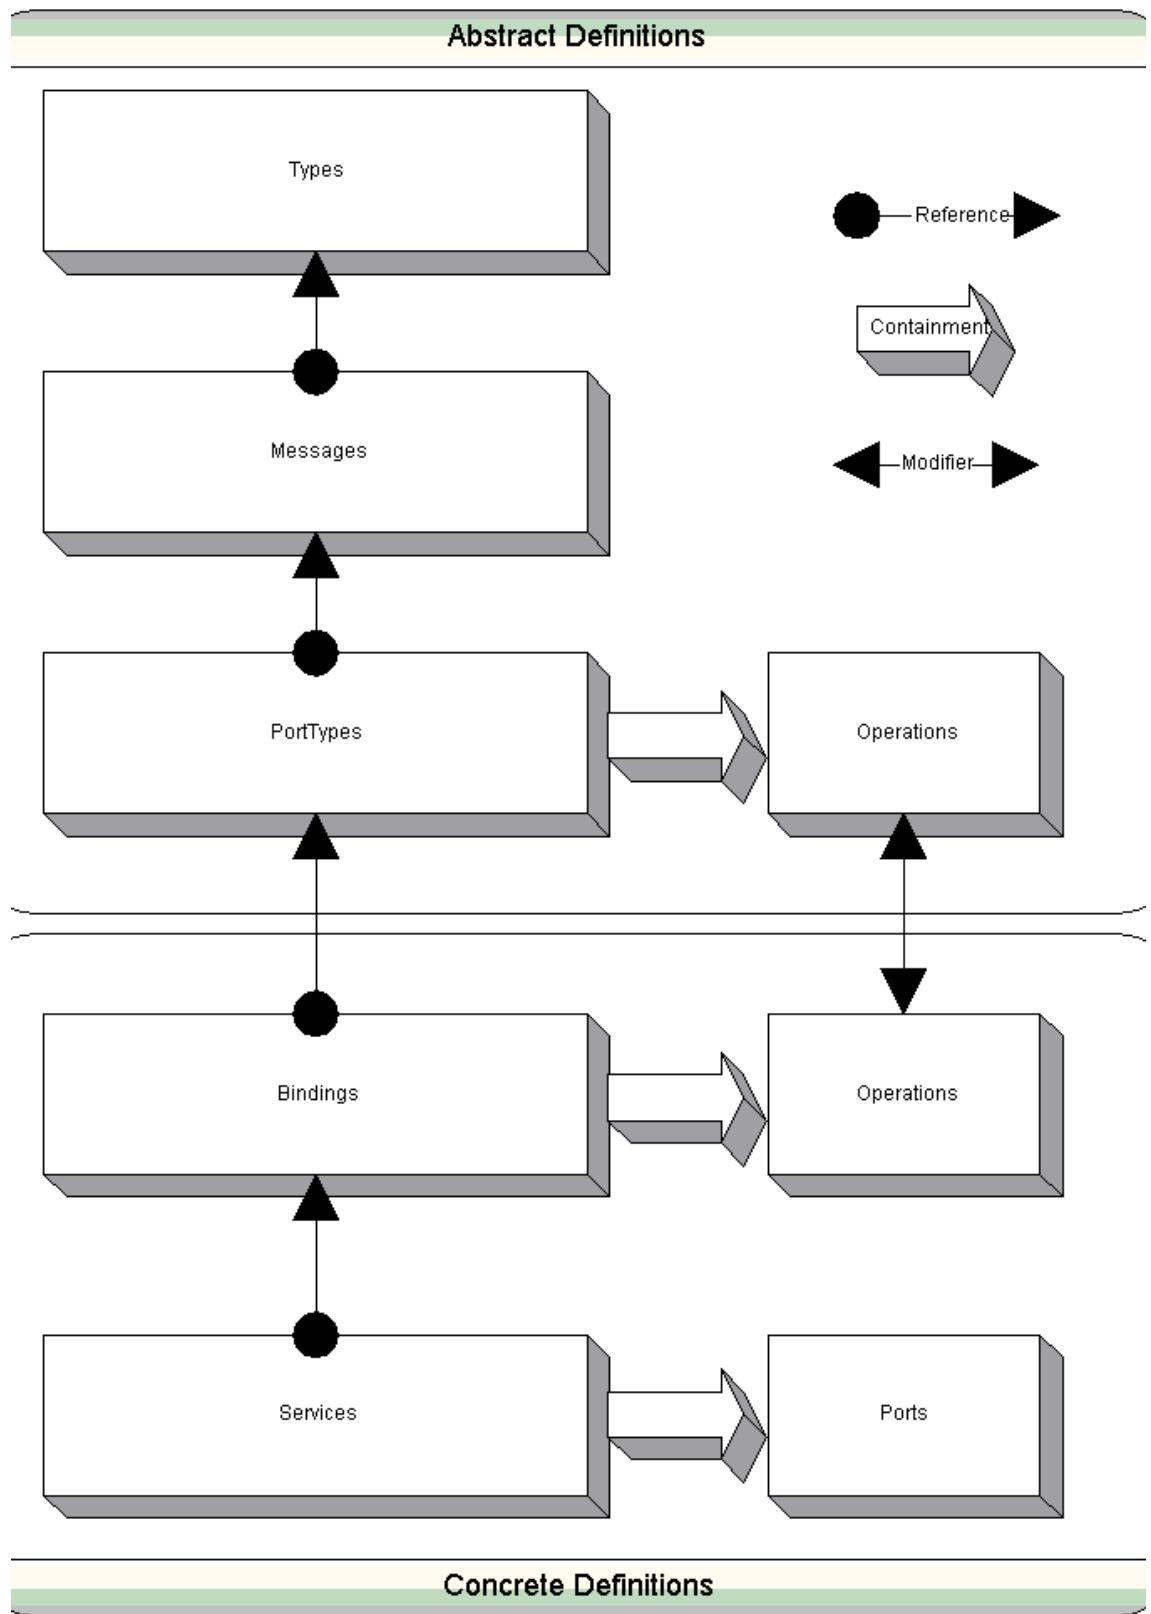 Abstract Definitions
Types
Reference
Containment
Messages
Modifier
PortTypes
Operations
Bindings
Operations
Services
Ports
Concrete Definitions